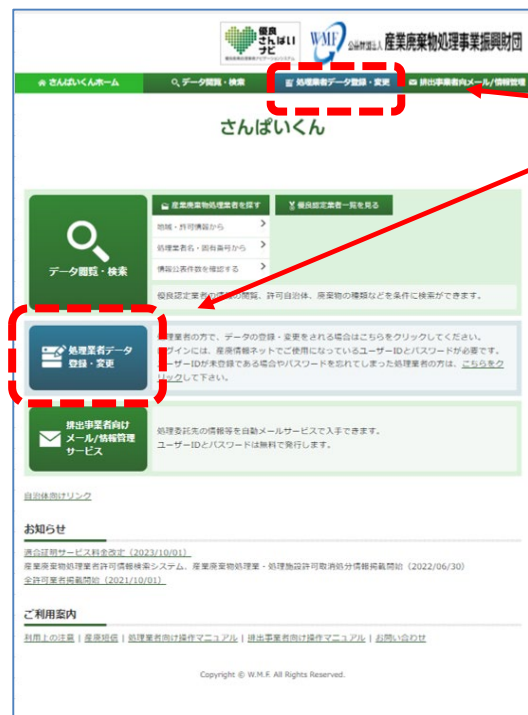 優良
さんぱい
ナビ
WMF 公益財団法人 産業廃棄物処理事業振興財団
さんぱいくんホーム
データ閲覧・検索
処理業者データ登録・変更
排出事業者向メール/情報管理
さんぱいくん
データ閲覧・検索
産業廃棄物処理業者を探す
優良認定業者一覧を見る
地域・許可情報から
処理業者名・固有番号から
情報公表件数を確認する
優良認定業者の情報の閲覧、許可自治体、廃棄物の種類などを条件に検索ができます。
処理業者データ
登録・変更
処理業者の方で、データの登録・変更をされる場合はこちらをクリックしてください。
ログインには、産廃情報ネットでご使用になっているユーザーIDとパスワードが必要です。
ユーザーIDが未登録である場合やパスワードを忘れてしまった処理業者の方は、こちらをク
リックして下さい。
排出事業者向け
メール/情報管理
サービス
処理委託先の情報等を自動メールサービスで入手できます。
ユーザーIDとパスワードは無料で発行します。
自治体向けリンク
お知らせ
適合証明サービス料金改定（2023/10/01）
産業廃棄物処理業者許可情報検索システム、産業廃棄物処理業・処理施設許可取消処分情報掲載開始（2022/06/30）
全許可業者掲載開始（2021/10/01）
ご利用案内
利用上の注意 | 産廃用語 | 処理業者向け操作マニュアル | 排出事業者向け操作マニュアル | お問い合わせ
Copyright © W.M.F. All Rights Reserved.